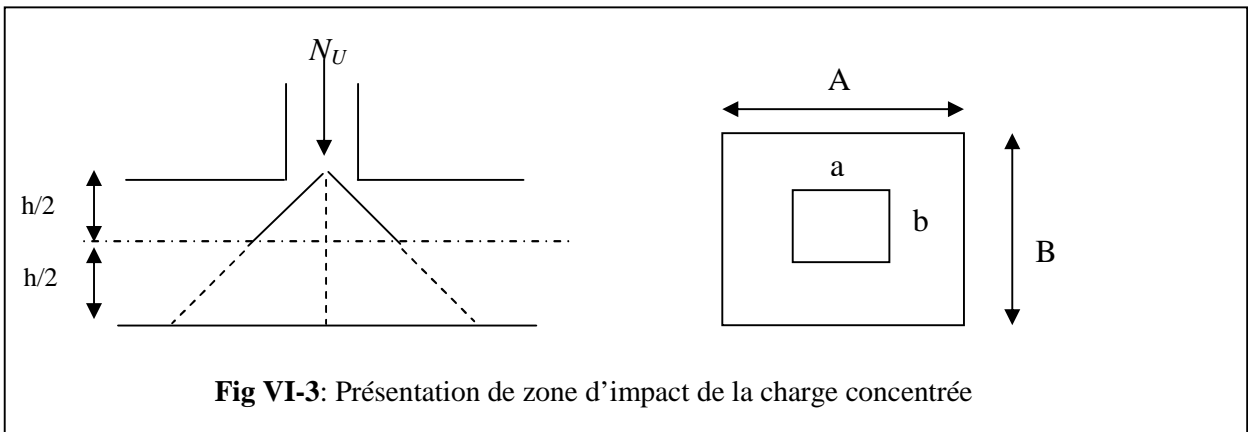 N_U
h/2
h/2
A
a
b
B
Fig VI-3: Présentation de zone d’impact de la charge concentrée